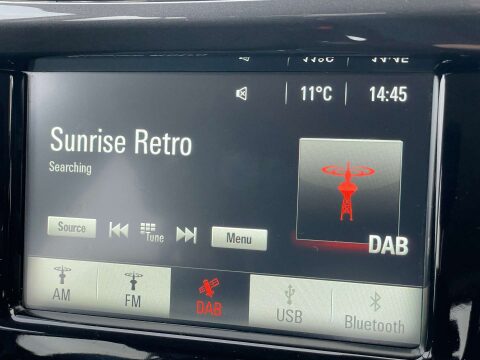 11°C 14:45
Sunrise Retro
Searching
Source Tune Menu
DAB
AM FM DAB USB Bluetooth